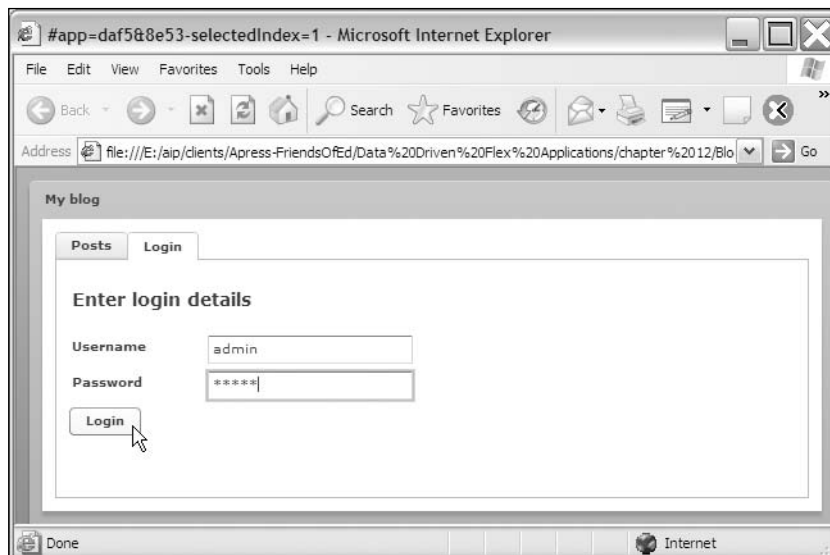 #app=daf5&8e53-selectedIndex=1 - Microsoft Internet Explorer
File Edit View Favorites Tools Help
Back Search Favorites »
Address file:///E:/aip/clients/Apress-FriendsOfEd/Data%20Driven%20Flex%20Applications/chapter%2012/Blo Go
My blog
Posts Login
Enter login details
Username admin
Password *****
Login
Done Internet